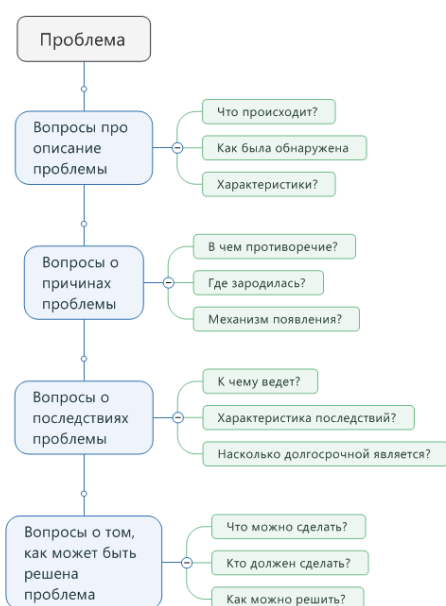 Проблема
Вопросы про
описание
проблемы
Что происходит?
Как была обнаружена
Характеристики?
Вопросы о
причинах
проблемы
В чем противоречие?
Где зародилась?
Механизм появления?
Вопросы о
последствиях
проблемы
К чему ведет?
Характеристика последствий?
Насколько долгосрочной является?
Вопросы о том,
как может быть
решена
проблема
Что можно сделать?
Кто должен сделать?
Как можно решить?